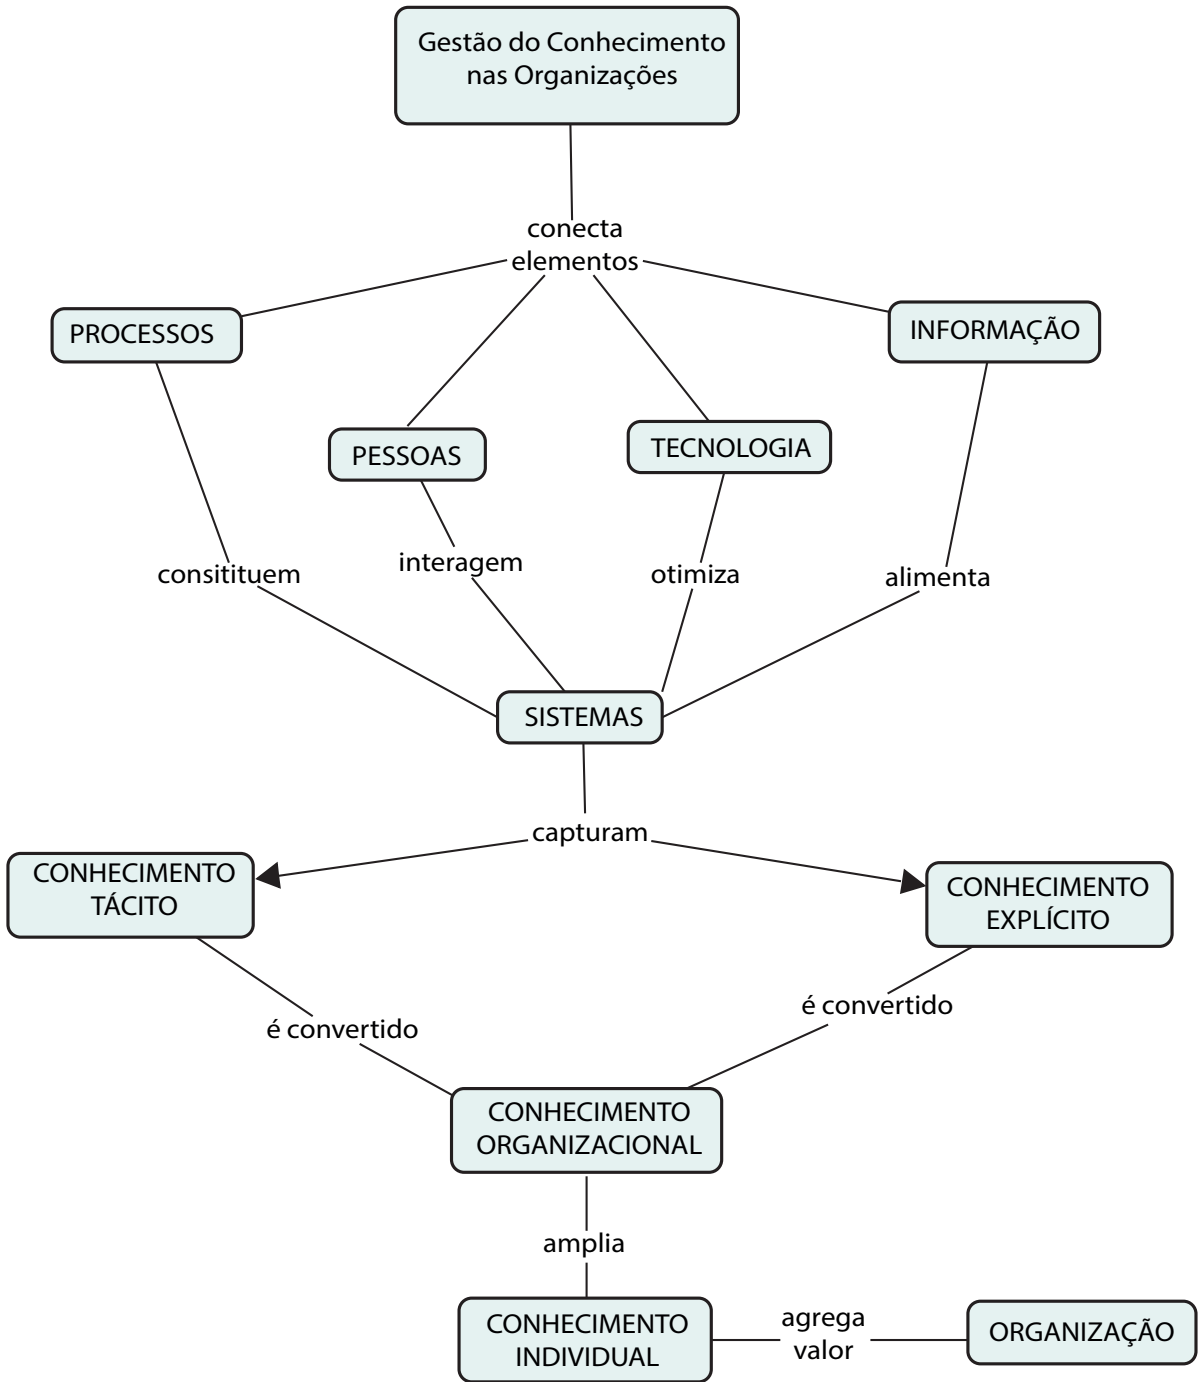 Gestão do Conhecimento
nas Organizações
conecta
elementos
PROCESSOS
INFORMAÇÃO
PESSOAS
TECNOLOGIA
consitituem
interagem
otimiza
alimenta
SISTEMAS
capturam
CONHECIMENTO
TÁCITO
CONHECIMENTO
EXPLÍCITO
é convertido
é convertido
CONHECIMENTO
ORGANIZACIONAL
amplia
CONHECIMENTO
INDIVIDUAL
agrega
valor
ORGANIZAÇÃO